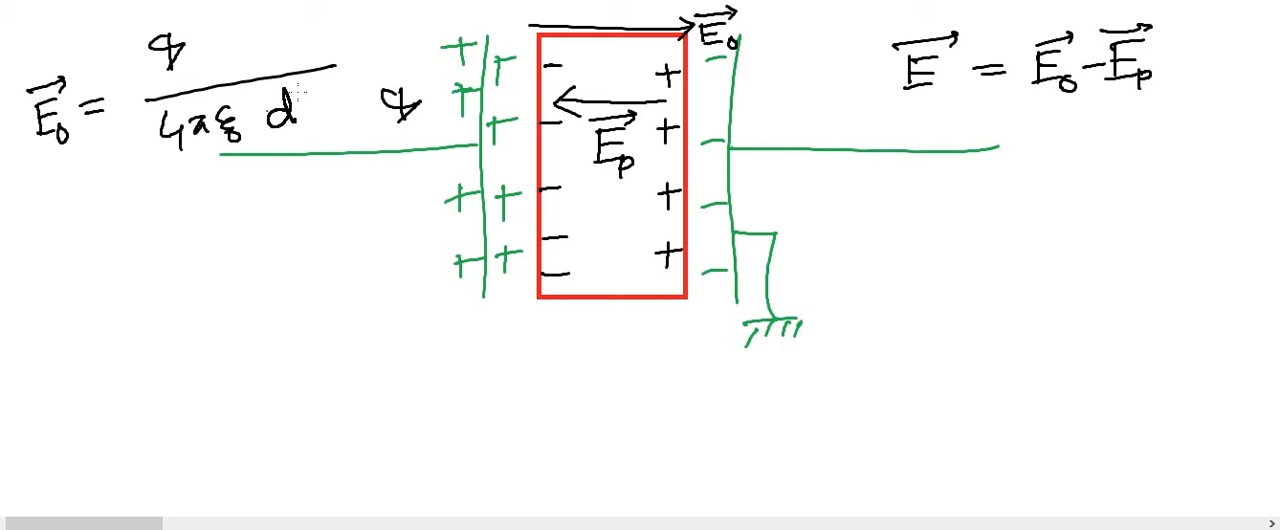 E⃗₀ = q / 4πε₀ d
q
+ + + + + + + +
− − − − −
+ + + +
− − − −
E⃗₀
E⃗ₚ
E⃗ = E⃗₀ − E⃗ₚ